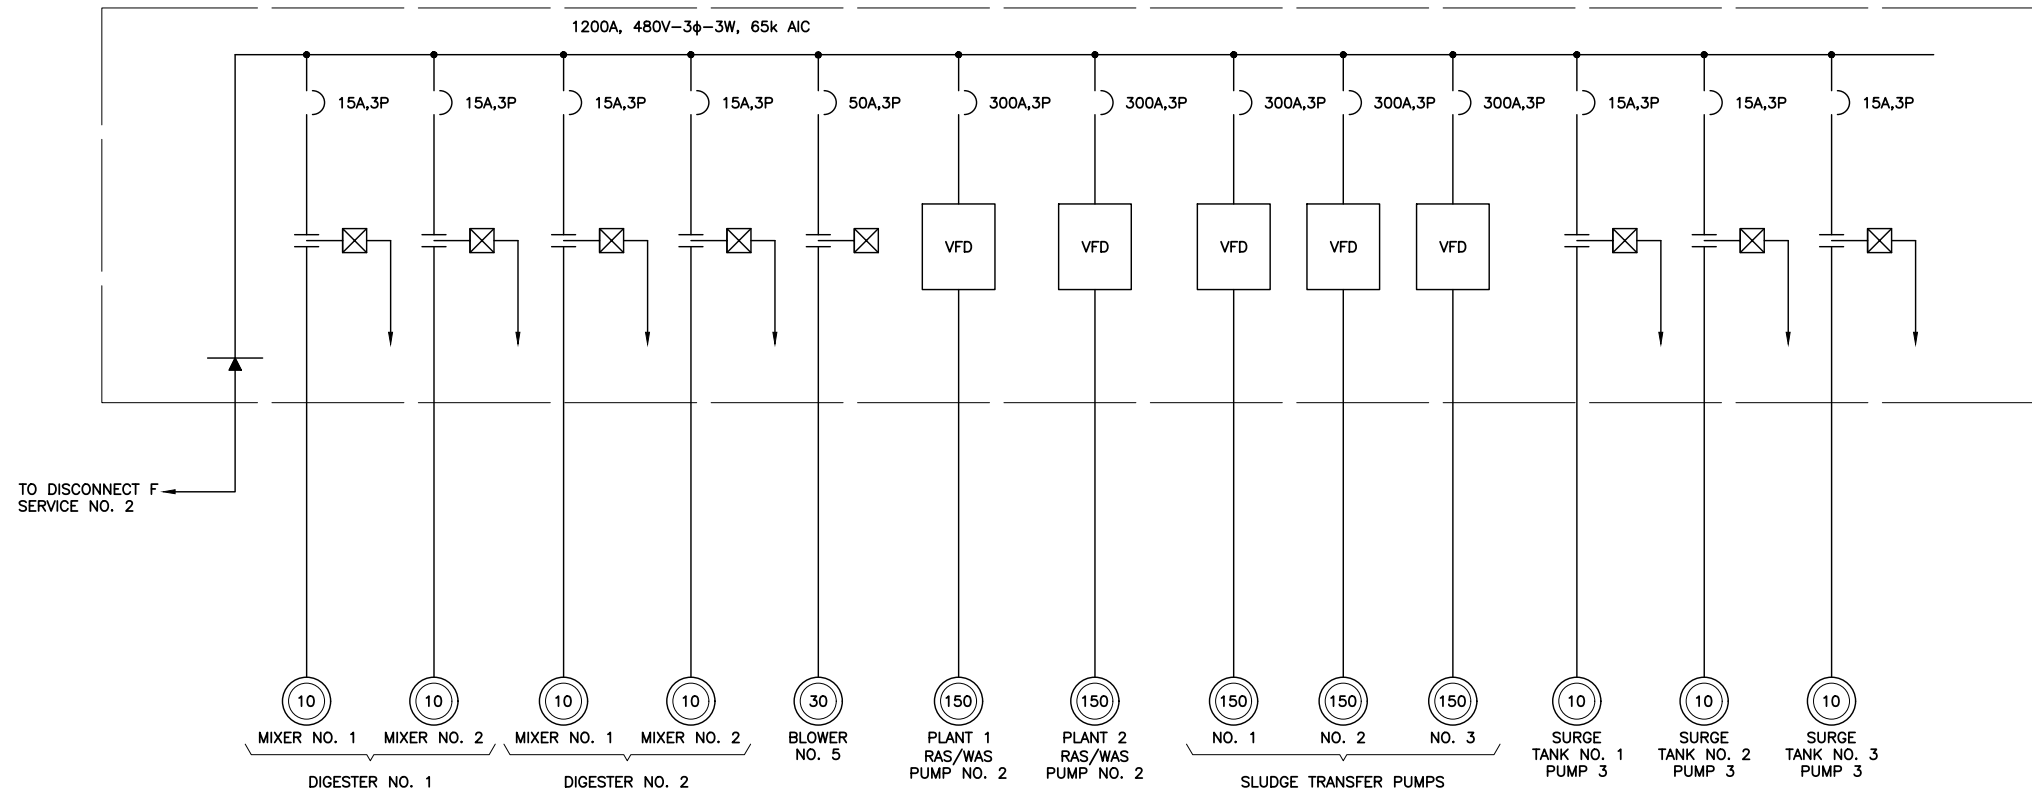 1200A, 480V-3ϕ-3W, 65k AIC
15A,3P
15A,3P
15A,3P
15A,3P
50A,3P
300A,3P
300A,3P
300A,3P
300A,3P
300A,3P
15A,3P
15A,3P
15A,3P
VFD
VFD
VFD
VFD
VFD
TO DISCONNECT F
SERVICE NO. 2
10
10
10
10
30
150
150
150
150
150
10
10
10
MIXER NO. 1
MIXER NO. 2
DIGESTER NO. 1
MIXER NO. 1
MIXER NO. 2
DIGESTER NO. 2
BLOWER
NO. 5
PLANT 1
RAS/WAS
PUMP NO. 2
PLANT 2
RAS/WAS
PUMP NO. 2
NO. 1
NO. 2
NO. 3
SLUDGE TRANSFER PUMPS
SURGE
TANK NO. 1
PUMP 3
SURGE
TANK NO. 2
PUMP 3
SURGE
TANK NO. 3
PUMP 3